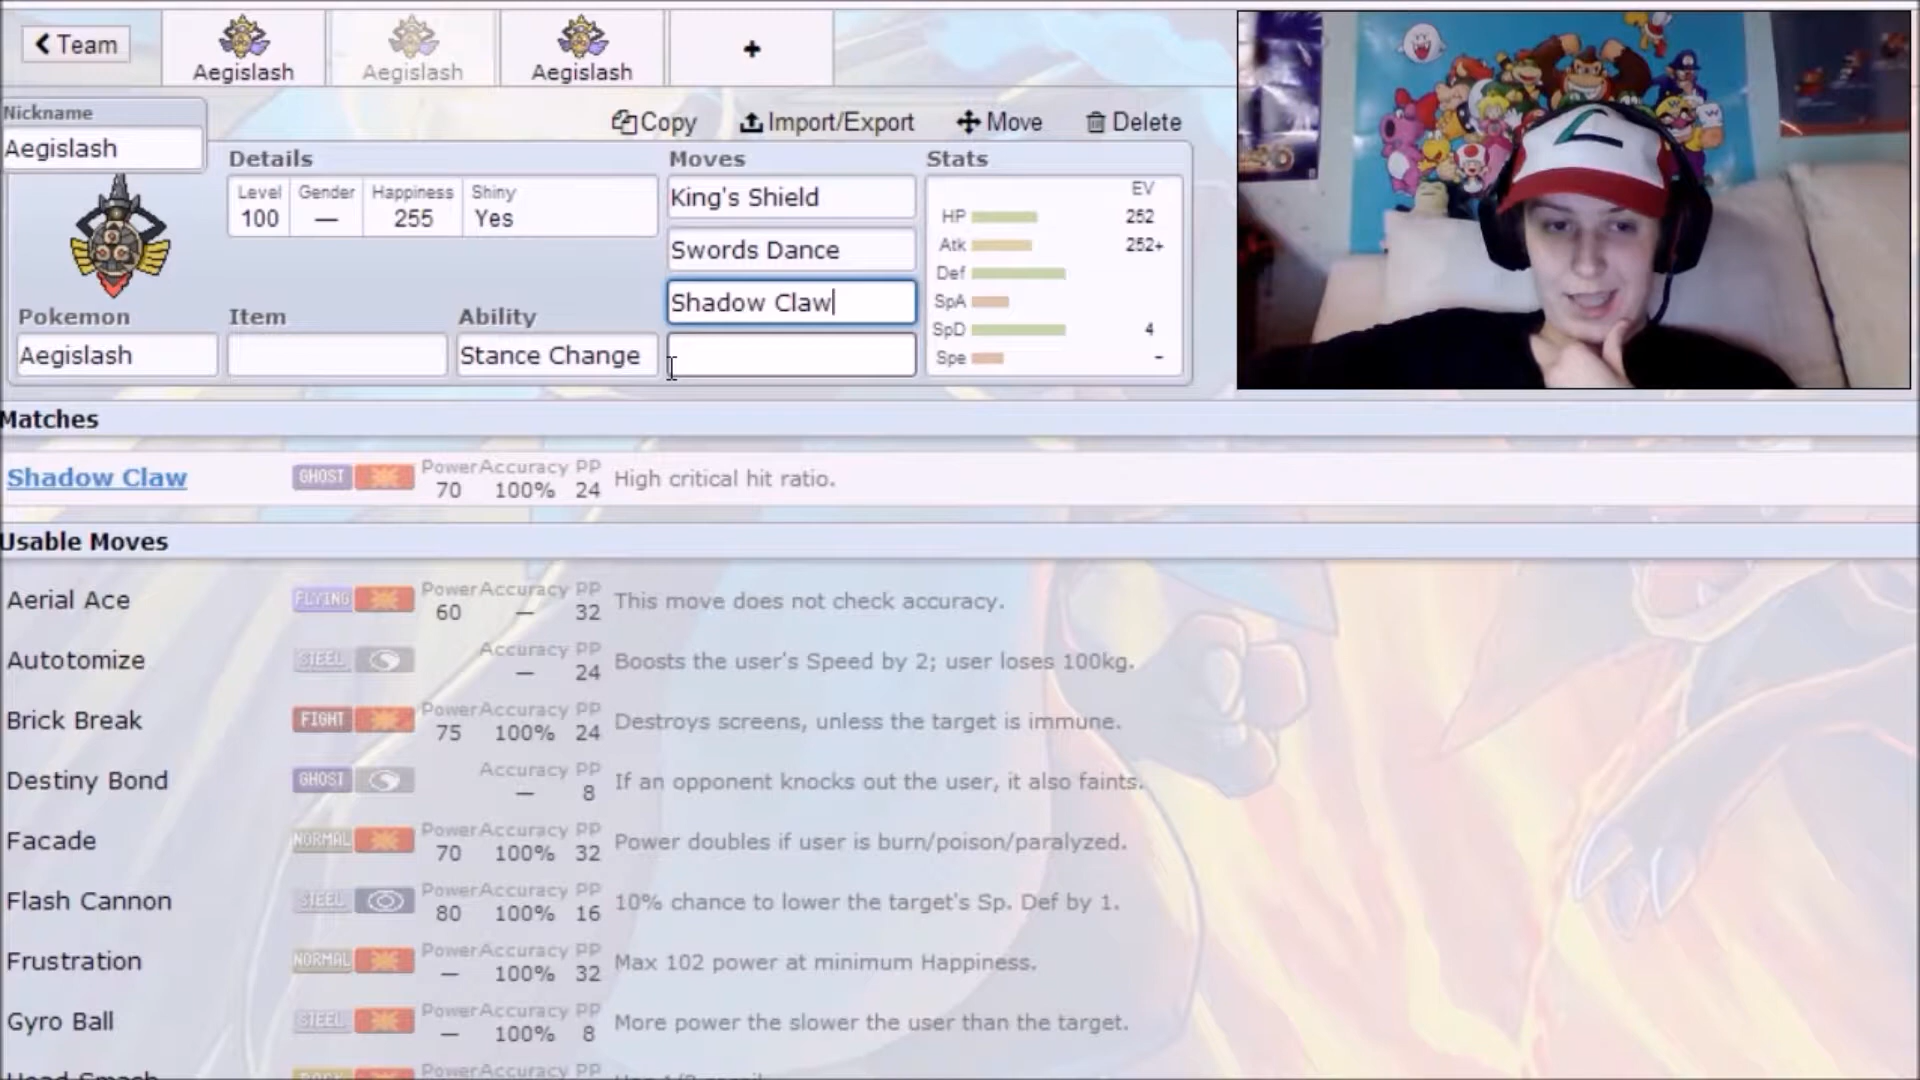 Team
Aegislash Aegislash Aegislash +
Nickname
Aegislash
Copy Import/Export Move Delete
Details Moves Stats
Level Gender Happiness Shiny
100 — 255 Yes
King's Shield
Swords Dance
Shadow Claw
EV
HP 252
Atk 252+
Def
SpA
SpD 4
Spe -
Pokemon Item Ability
Aegislash Stance Change
Matches
Shadow Claw GHOST Power 70 Accuracy 100% PP 24 High critical hit ratio.
Usable Moves
Aerial Ace FLYING Power 60 Accuracy — PP 32 This move does not check accuracy.
Autotomize STEEL Accuracy — PP 24 Boosts the user's Speed by 2; user loses 100kg.
Brick Break FIGHT Power 75 Accuracy 100% PP 24 Destroys screens, unless the target is immune.
Destiny Bond GHOST Accuracy — PP 8 If an opponent knocks out the user, it also faints.
Facade NORMAL Power 70 Accuracy 100% PP 32 Power doubles if user is burn/poison/paralyzed.
Flash Cannon STEEL Power 80 Accuracy 100% PP 16 10% chance to lower the target's Sp. Def by 1.
Frustration NORMAL Power — Accuracy 100% PP 32 Max 102 power at minimum Happiness.
Gyro Ball STEEL Power — Accuracy 100% PP 8 More power the slower the user than the target.
Power Accuracy PP